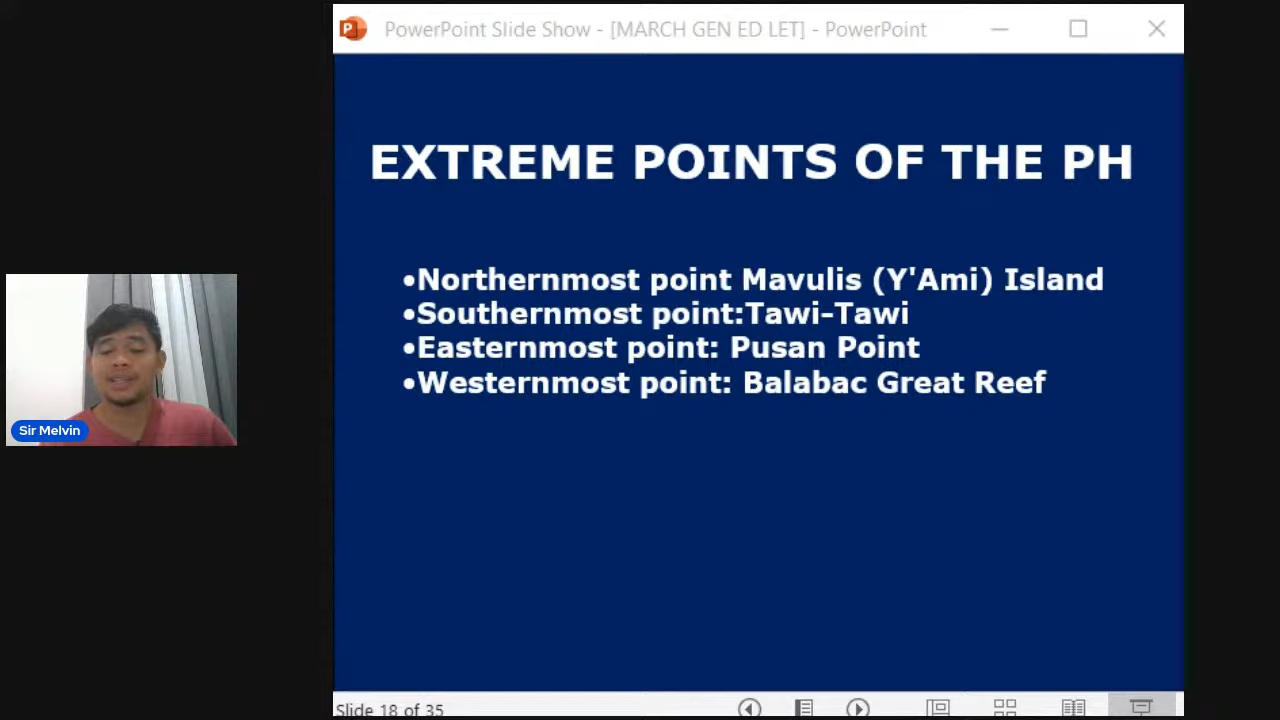 PowerPoint Slide Show - [MARCH GEN ED LET] - PowerPoint
EXTREME POINTS OF THE PH
•Northernmost point Mavulis (Y'Ami) Island
•Southernmost point:Tawi-Tawi
•Easternmost point: Pusan Point
•Westernmost point: Balabac Great Reef
Sir Melvin
Slide 18 of 35